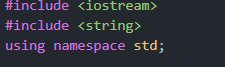 #include <iostream>
#include <string>
using namespace std;